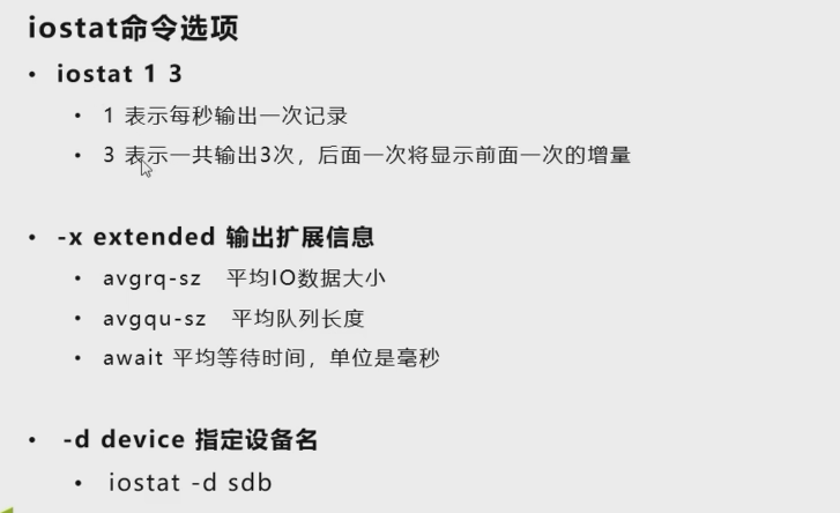 iostat命令选项
• iostat 1 3
• 1 表示每秒输出一次记录
• 3 表示一共输出3次，后面一次将显示前面一次的增量
• -x extended 输出扩展信息
• avgrq-sz 平均IO数据大小
• avgqu-sz 平均队列长度
• await 平均等待时间，单位是毫秒
• -d device 指定设备名
• iostat -d sdb